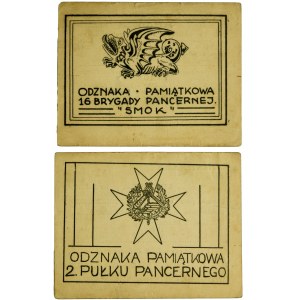 ODZNAKA · PAMIĄTKOWA
16 BRYGADY PANCERNEJ.
"SMOK"
ODZNAKA PAMIĄTKOWA
2. PUŁKU PANCERNEGO